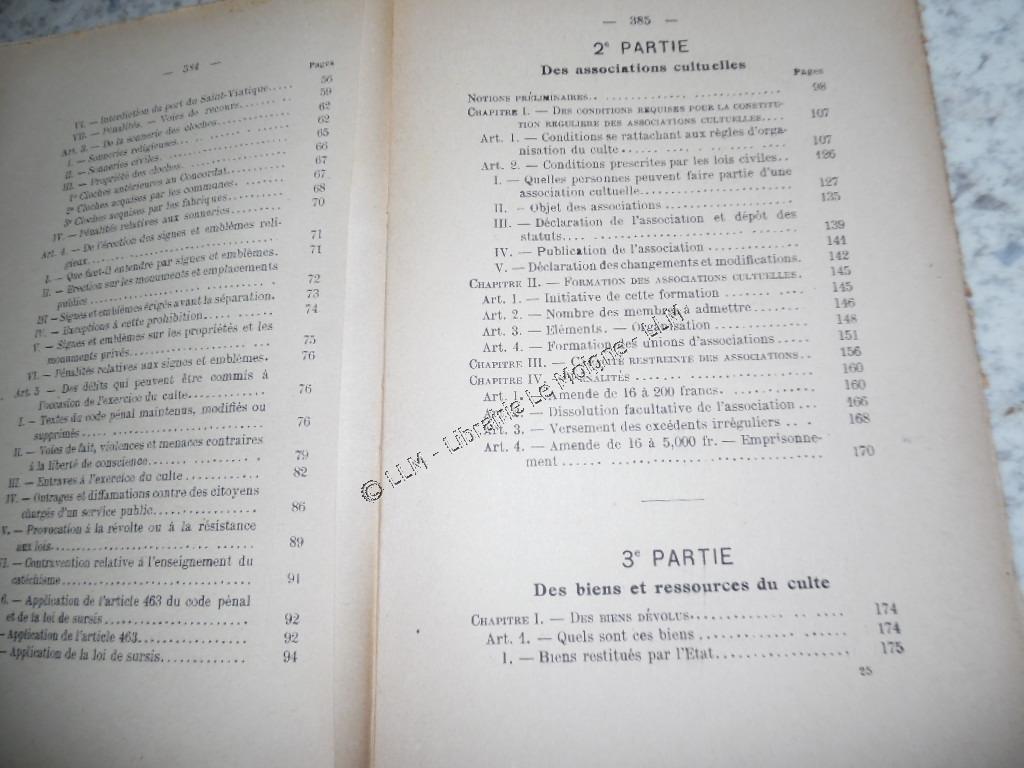 — 384 —
Pages
VI. — Interdiction du port du Saint-Viatique..... 56
VII. — Pénalités. — Voies de recours........ 59
Art. 3. — De la sonnerie des cloches........ 62
I. — Sonneries religieuses........ 62
II. — Sonneries civiles........ 65
III. — Propriété des cloches........ 66
1° Cloches antérieures au Concordat........ 67
2° Cloches acquises par les communes. 67
3° Cloches acquises par les fabriques........ 68
IV. — Pénalités relatives aux sonneries........ 70
Art. 4. — De l'érection des signes et emblèmes reli-
gieux........ 71
I. — Que faut-il entendre par signes et emblèmes. 71
II. — Erection sur les monuments et emplacements
publics........ 72
III — Signes et emblèmes érigés avant la séparation. 73
IV. — Exceptions à cette prohibition........ 74
V. — Signes et emblèmes sur les propriétés et les
monuments privés........ 75
VI. — Pénalités relatives aux signes et emblèmes. 76
Art. 5 — Des délits qui peuvent être commis à
l'occasion de l'exercice du culte........ 76
I. — Textes du code pénal maintenus, modifiés ou
supprimés........ 76
II. — Voies de fait, violences et menaces contraires
à la liberté de conscience........ 79
III. — Entraves à l'exercice du culte........ 82
IV. — Outrages et diffamations contre des citoyens
chargés d'un service public........ 86
V. — Provocation à la révolte ou à la résistance
aux lois........ 89
VI. — Contravention relative à l'enseignement du
catéchisme........ 91
6. — Application de l'article 463 du code pénal
et de la loi de sursis........ 92
— Application de l'article 463........ 92
— Application de la loi de sursis........ 94
— 385 —
2e PARTIE
Des associations cultuelles
Pages
NOTIONS PRÉLIMINAIRES........ 98
CHAPITRE I. — DES CONDITIONS REQUISES POUR LA CONSTITU-
TION RÉGULIÈRE DES ASSOCIATIONS CULTUELLES.... 107
Art. 1. — Conditions se rattachant aux règles d'orga-
nisation du culte........ 107
Art. 2. — Conditions prescrites par les lois civiles.. 126
I. — Quelles personnes peuvent faire partie d'une
association cultuelle........ 127
II. — Objet des associations........ 135
III. — Déclaration de l'association et dépôt des
statuts........ 139
IV. — Publication de l'association........ 141
V. — Déclaration des changements et modifications. 142
CHAPITRE II. — FORMATION DES ASSOCIATIONS CULTUELLES. 145
Art. 1. — Initiative de cette formation........ 145
Art. 2. — Nombre des membres à admettre........ 146
Art. 3. — Eléments. — Organisation........ 148
Art. 4. — Formation des unions d'associations..... 151
CHAPITRE III. — CAPACITÉ RESTREINTE DES ASSOCIATIONS.. 156
CHAPITRE IV. — PÉNALITÉS........ 160
Art. 1. — Amende de 16 à 200 francs........ 160
Art. 2. — Dissolution facultative de l'association... 166
Art. 3. — Versement des excédents irréguliers... 168
Art. 4. — Amende de 16 à 5,000 fr. — Emprisonne-
ment........ 170
3e PARTIE
Des biens et ressources du culte
CHAPITRE I. — DES BIENS DÉVOLUS........ 174
Art. 1. — Quels sont ces biens........ 174
I. — Biens restitués par l'Etat........ 175
25
© LLM - Librairie Le Moigne - LLM